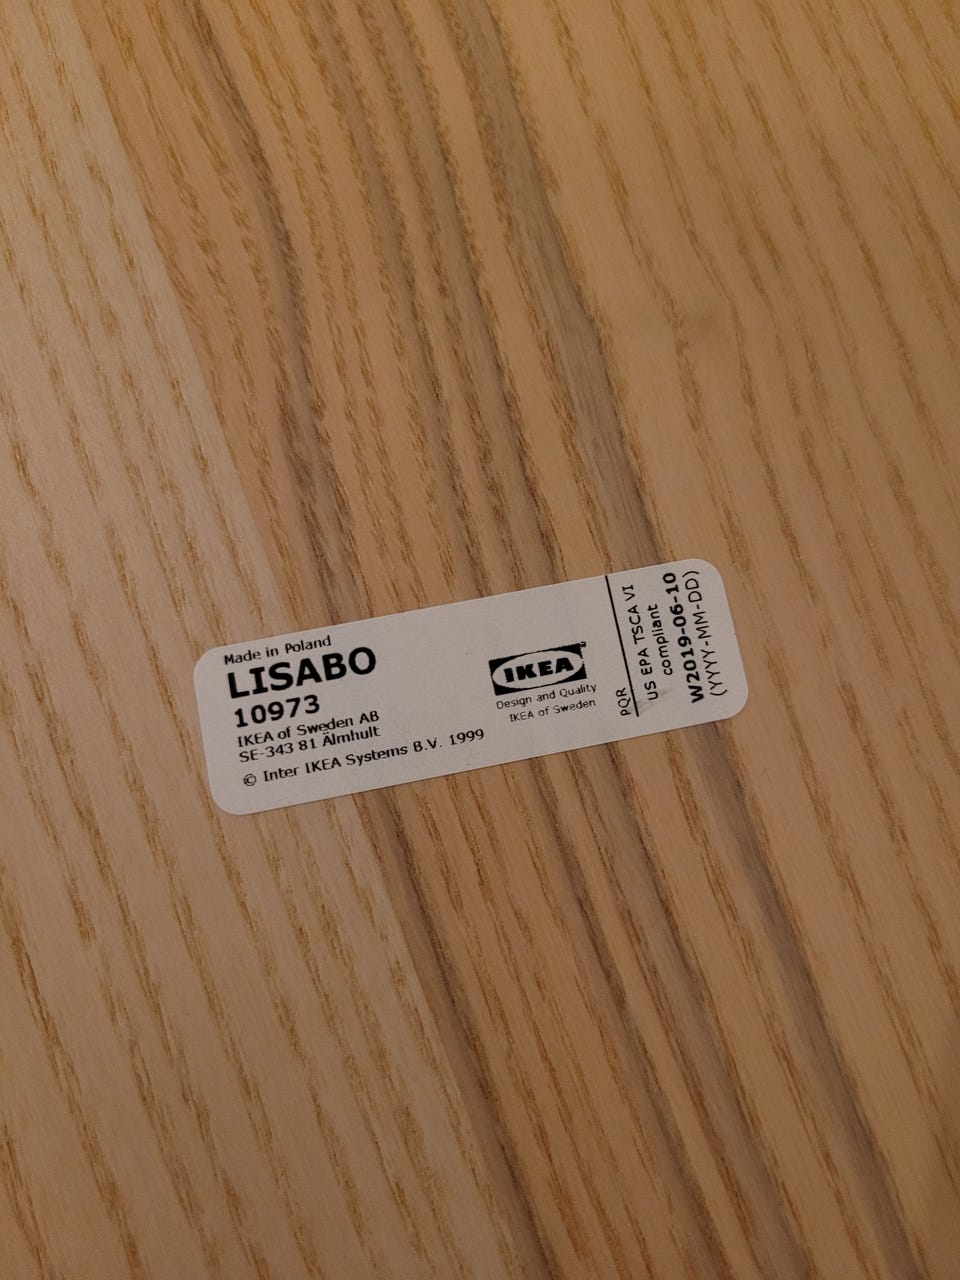 Made in Poland
LISABO
10973
IKEA of Sweden AB
SE-343 81 Älmhult
© Inter IKEA Systems B.V. 1999
IKEA®
Design and Quality
IKEA of Sweden
PQR
US EPA TSCA VI
compliant
W2019-06-10
(YYYY-MM-DD)